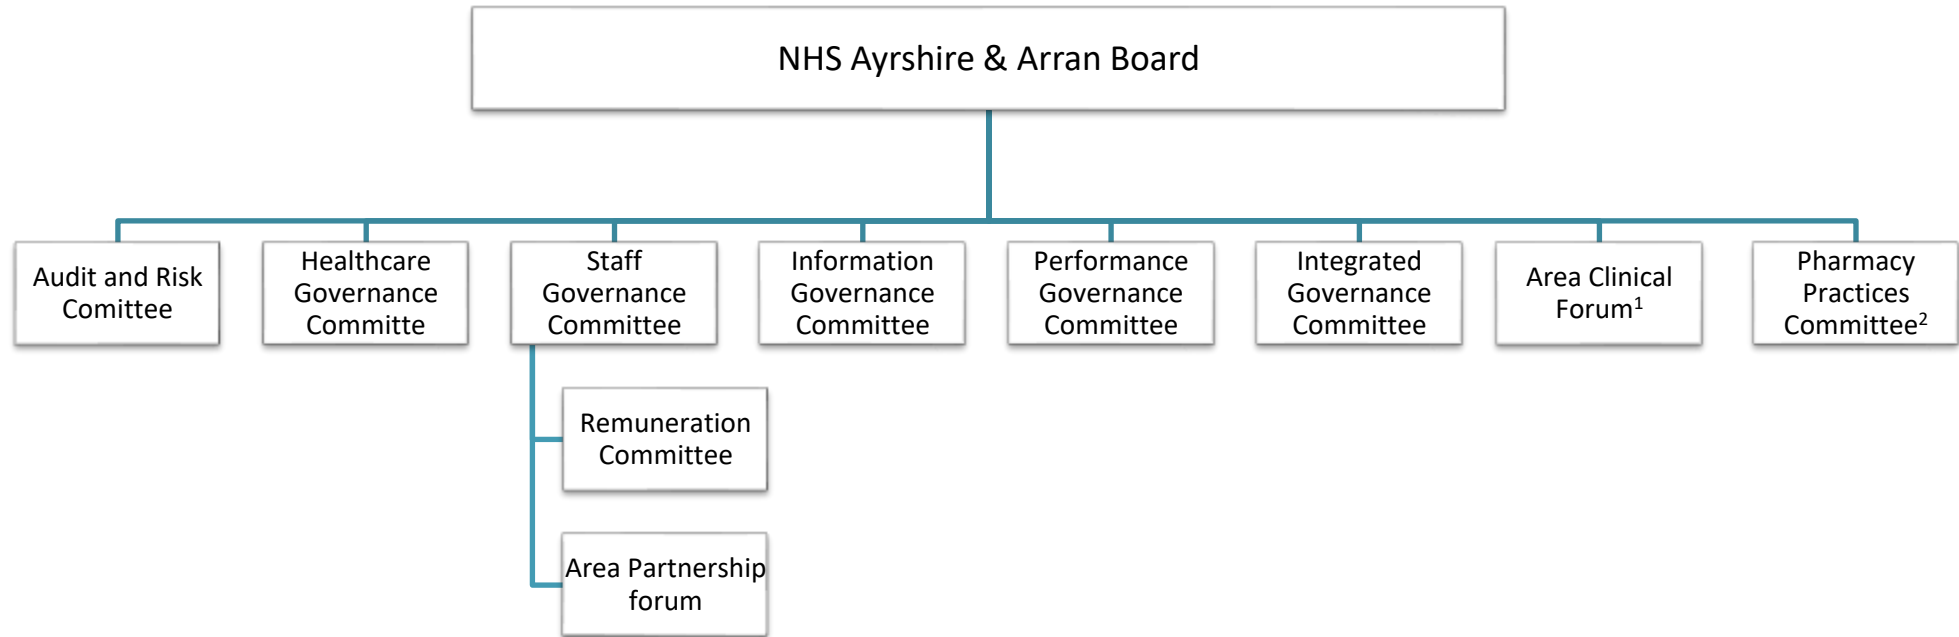 NHS Ayrshire & Arran Board
Audit and Risk
Comittee
Healthcare
Governance
Committe
Staff
Governance
Committee
Information
Governance
Committee
Performance
Governance
Committee
Integrated
Governance
Committee
Area Clinical
Forum¹
Pharmacy
Practices
Committee²
Remuneration
Committee
Area Partnership
forum